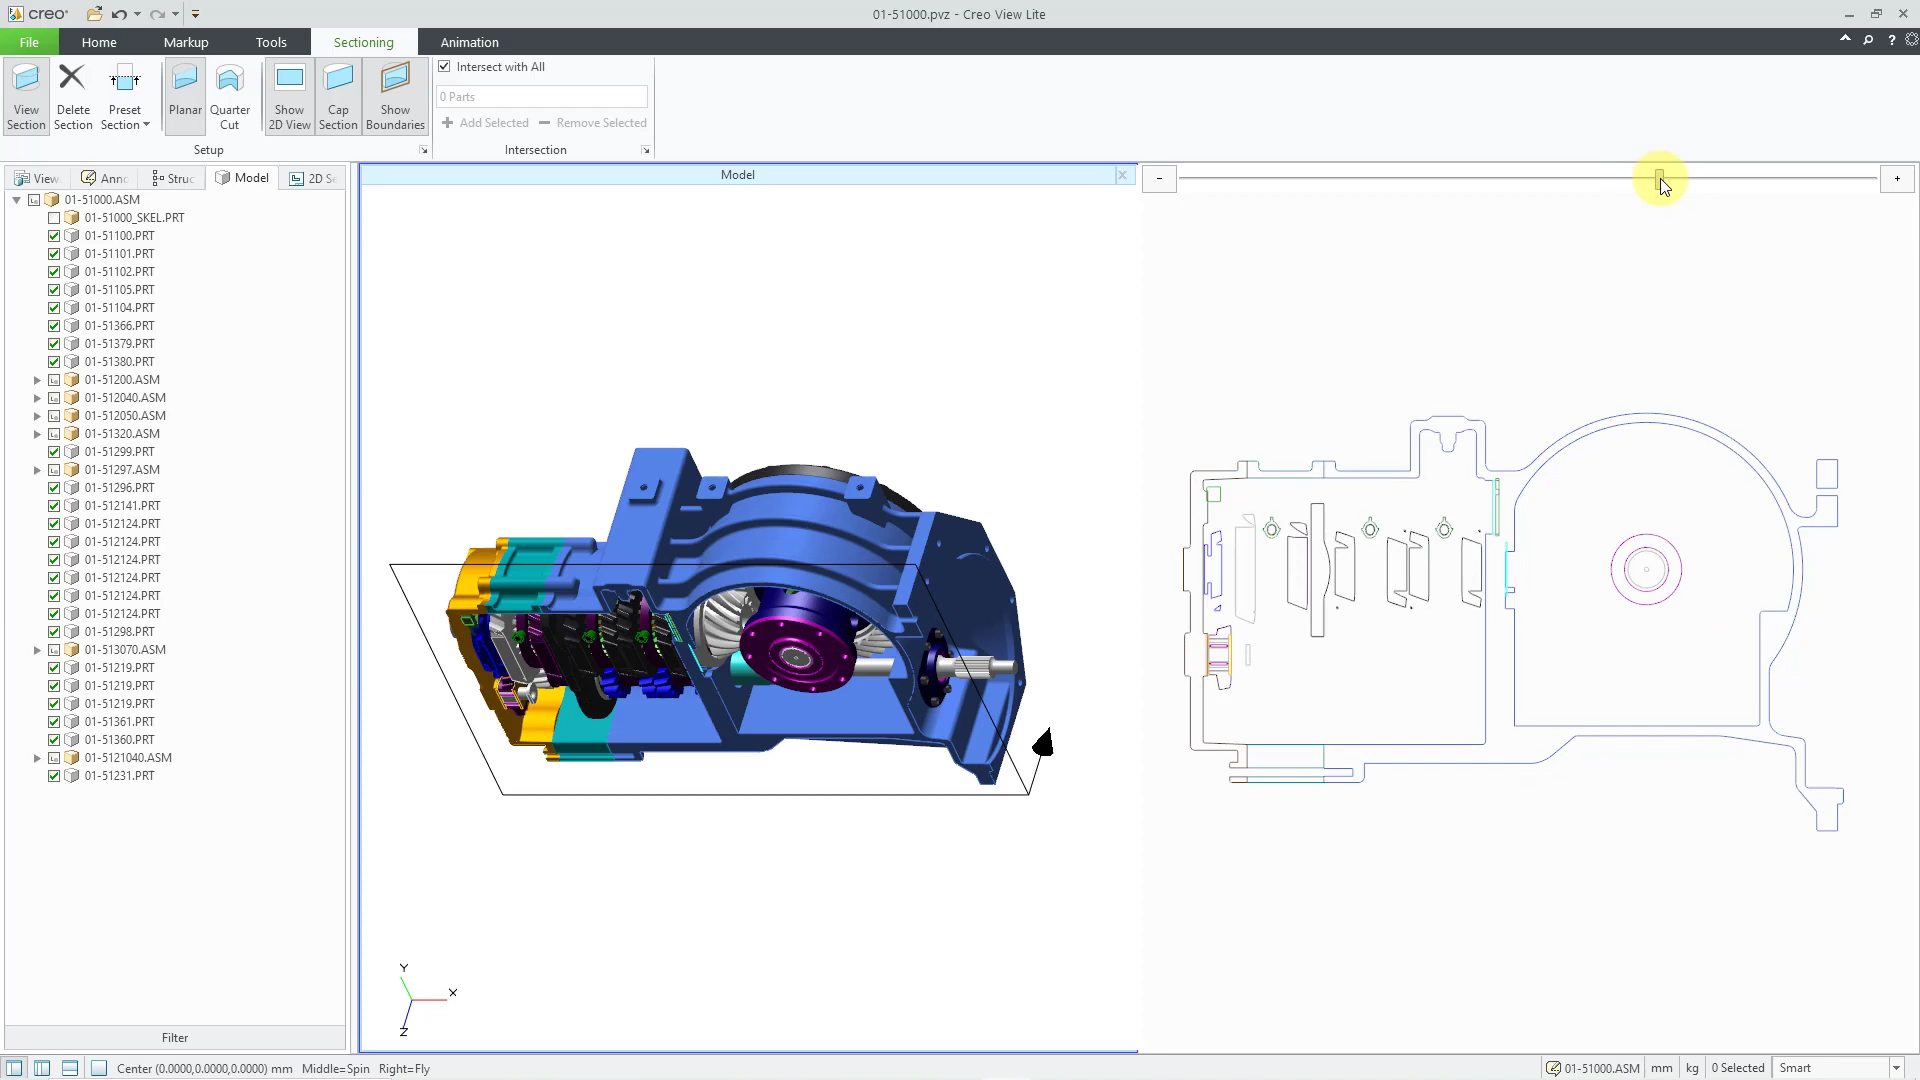 creo
01-51000.pvz - Creo View Lite
File Home Markup Tools Sectioning Animation
View Section
Delete Section
Preset Section
Planar
Quarter Cut
Show 2D View
Cap Section
Show Boundaries
Setup
Intersect with All
0 Parts
Add Selected
Remove Selected
Intersection
View Anno Struc Model 2D Se
01-51000.ASM
01-51000_SKEL.PRT
01-51100.PRT
01-51101.PRT
01-51102.PRT
01-51105.PRT
01-51104.PRT
01-51366.PRT
01-51379.PRT
01-51380.PRT
01-51200.ASM
01-512040.ASM
01-512050.ASM
01-51320.ASM
01-51299.PRT
01-51297.ASM
01-51296.PRT
01-512141.PRT
01-512124.PRT
01-512124.PRT
01-512124.PRT
01-512124.PRT
01-512124.PRT
01-512124.PRT
01-51298.PRT
01-513070.ASM
01-51219.PRT
01-51219.PRT
01-51219.PRT
01-51361.PRT
01-51360.PRT
01-5121040.ASM
01-51231.PRT
Filter
Model
- +
Y
X
Z
Center (0.0000,0.0000,0.0000) mm Middle=Spin Right=Fly
01-51000.ASM mm kg 0 Selected Smart